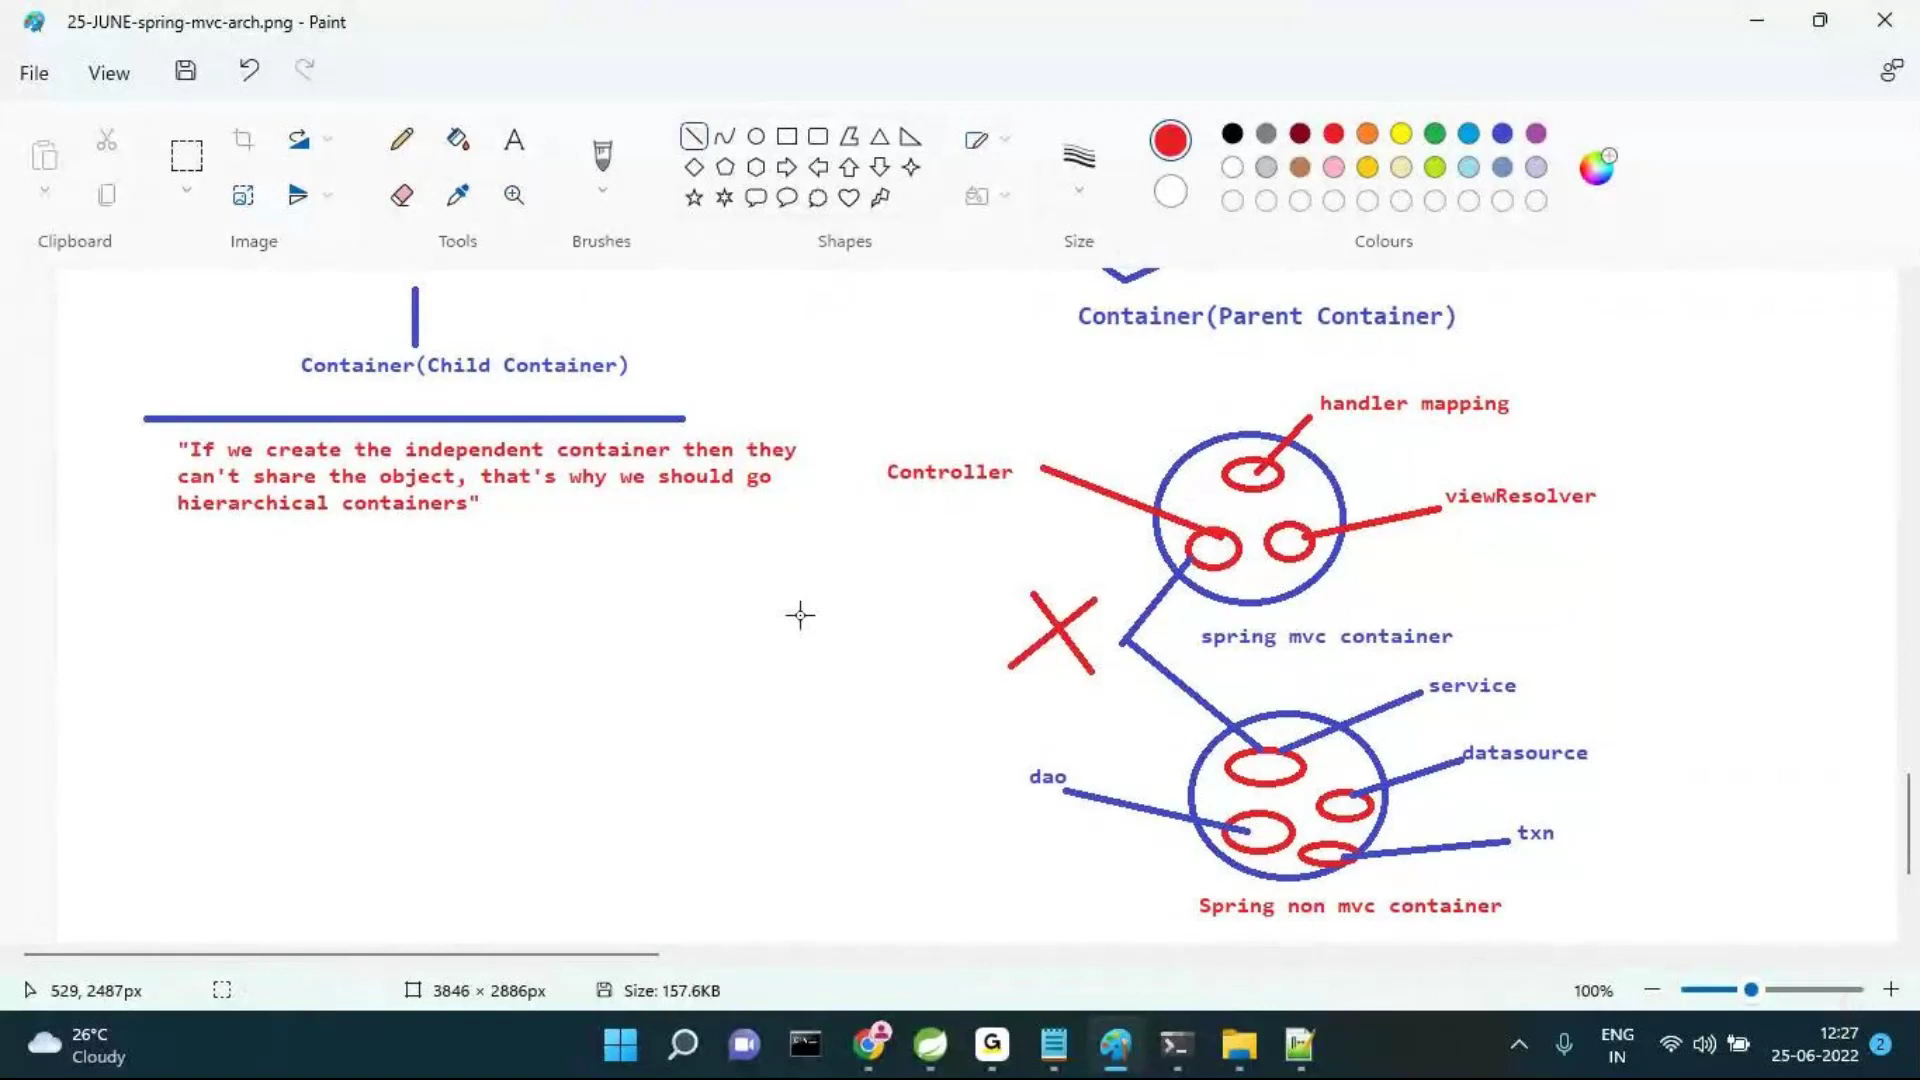 25-JUNE-spring-mvc-arch.png - Paint
File
View
Clipboard
Image
Tools
Brushes
Shapes
Size
Colours
Container(Child Container)
"If we create the independent container then they
can't share the object, that's why we should go
hierarchical containers"
Container(Parent Container)
handler mapping
Controller
viewResolver
spring mvc container
service
datasource
dao
txn
Spring non mvc container
529, 2487px
3846 × 2886px
Size: 157.6KB
100%
26°C
Cloudy
ENG
IN
12:27
25-06-2022
2